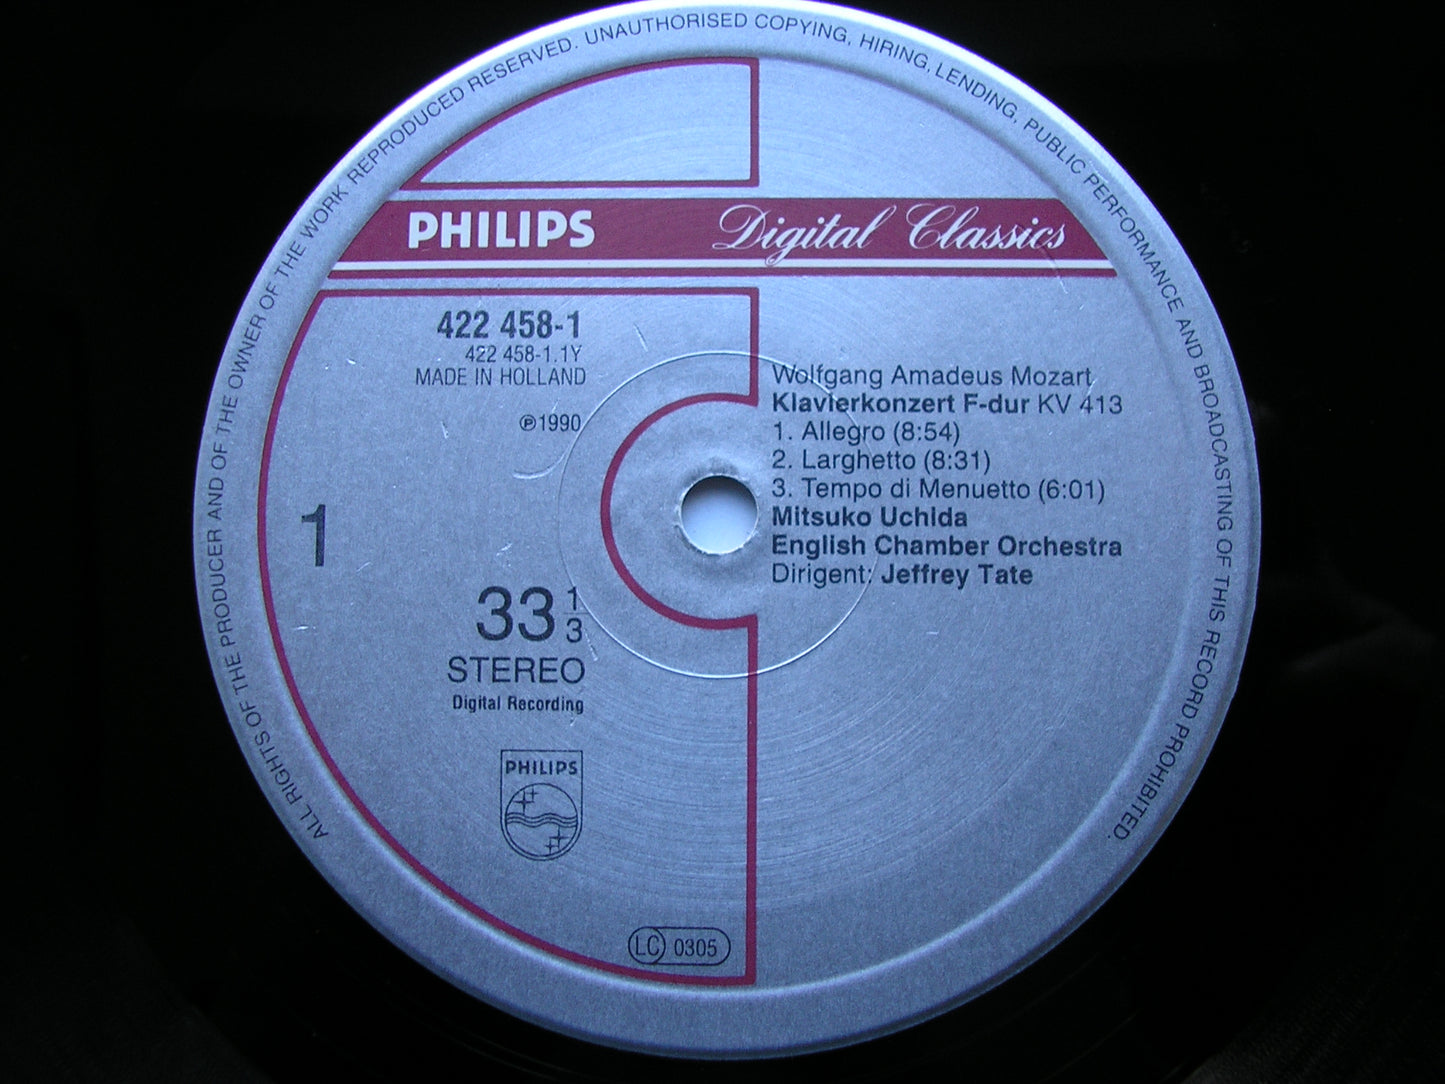 ALL RIGHTS OF THE PRODUCER AND OF THE OWNER OF THE WORK REPRODUCED RESERVED. UNAUTHORISED COPYING, HIRING, LENDING, PUBLIC PERFORMANCE AND BROADCASTING OF THIS RECORD PROHIBITED.
PHILIPS Digital Classics
422 458-1
422 458-1.1Y
MADE IN HOLLAND
℗1990
1
33 1/3
STEREO
Digital Recording
PHILIPS
LC 0305
Wolfgang Amadeus Mozart
Klavierkonzert F-dur KV 413
1. Allegro (8:54)
2. Larghetto (8:31)
3. Tempo di Menuetto (6:01)
Mitsuko Uchida
English Chamber Orchestra
Dirigent: Jeffrey Tate